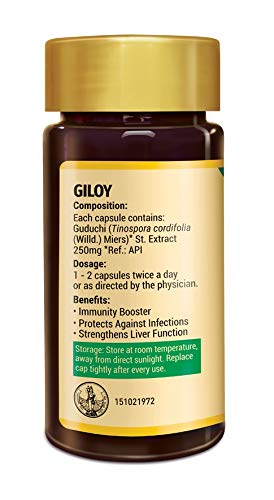 GILOY
Composition:
Each capsule contains:
Guduchi (Tinospora cordifolia
(Willd.) Miers)* St. Extract
250mg *Ref.: API
Dosage:
1 - 2 capsules twice a day
or as directed by the physician.
Benefits:
• Immunity Booster
• Protects Against Infections
• Strengthens Liver Function
Storage: Store at room temperature,
away from direct sunlight. Replace
cap tightly after every use.
151021972